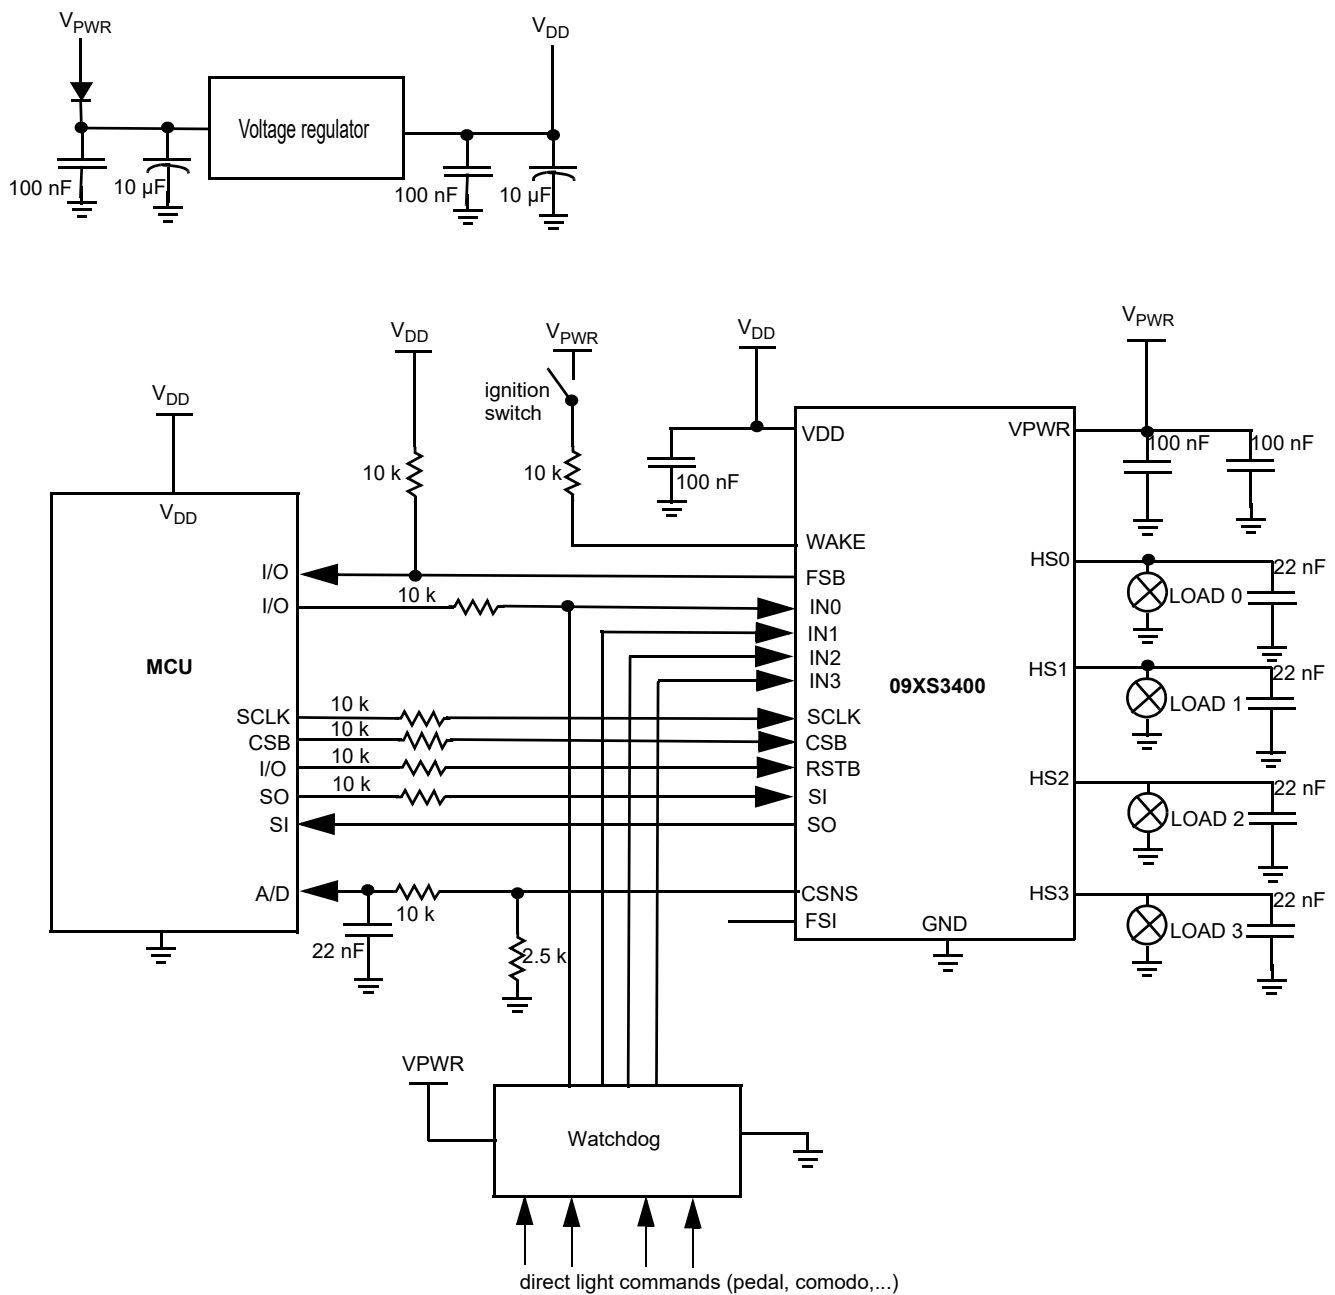 VPWR
VDD
Voltage regulator
100 nF
10 µF
100 nF
10 µF
VDD
VPWR
VDD
VPWR
ignition
switch
VDD
10 k
10 k
100 nF
VDD
VPWR
100 nF
100 nF
VDD
WAKE
HS0
22 nF
I/O
FSB
10 k
LOAD 0
I/O
IN0
IN1
IN2
IN3
MCU
09XS3400
HS1
22 nF
LOAD 1
SCLK
10 k
SCLK
CSB
10 k
CSB
I/O
10 k
RSTB
SO
10 k
SI
SI
SO
HS2
22 nF
LOAD 2
A/D
10 k
CSNS
HS3
22 nF
FSI
GND
LOAD 3
22 nF
2.5 k
VPWR
Watchdog
direct light commands (pedal, comodo,...)